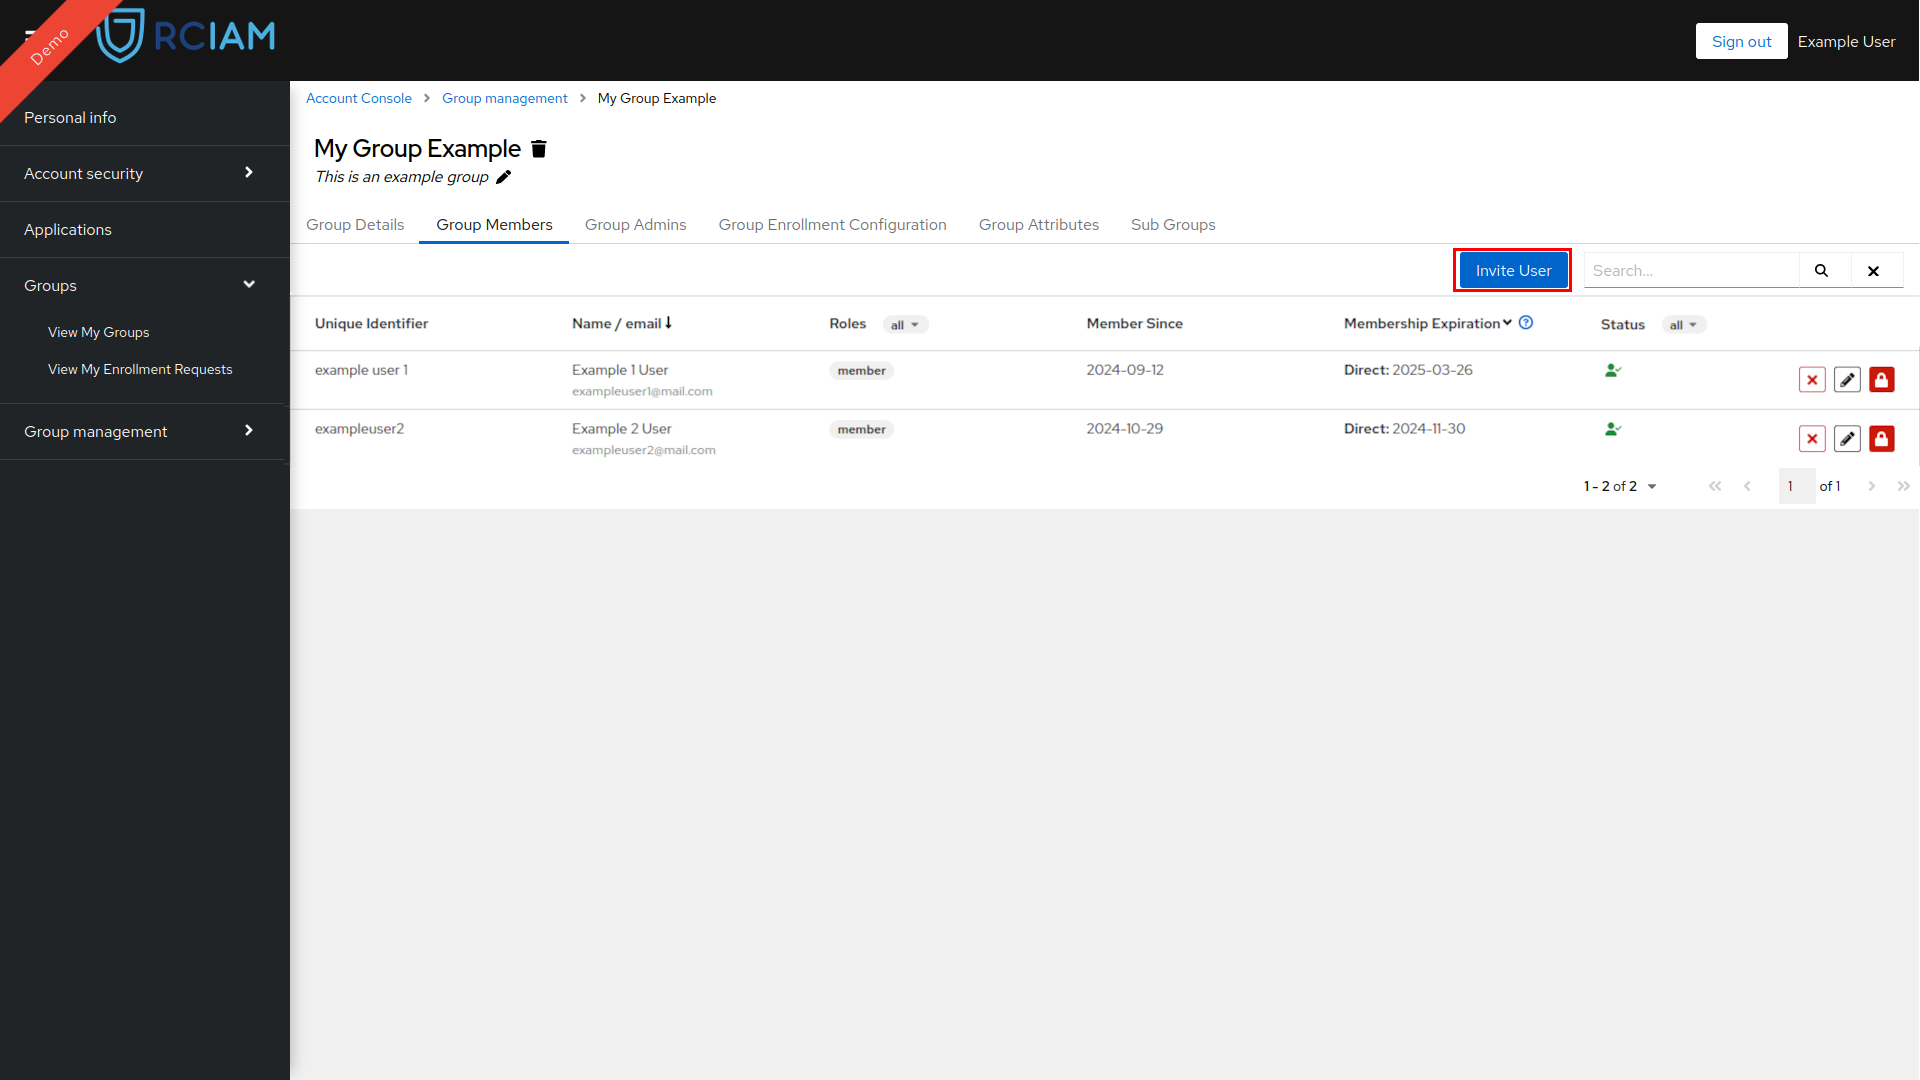 Demo
RCIAM
Sign out
Example User
Personal info
Account security
Applications
Groups
View My Groups
View My Enrollment Requests
Group management
Account Console > Group management > My Group Example
My Group Example
This is an example group
Group Details Group Members Group Admins Group Enrollment Configuration Group Attributes Sub Groups
Invite User Search...
Unique Identifier Name / email Roles all Member Since Membership Expiration Status all
example user 1 Example 1 User member 2024-09-12 Direct: 2025-03-26
exampleuser1@mail.com
exampleuser2 Example 2 User member 2024-10-29 Direct: 2024-11-30
exampleuser2@mail.com
1 - 2 of 2 1 of 1